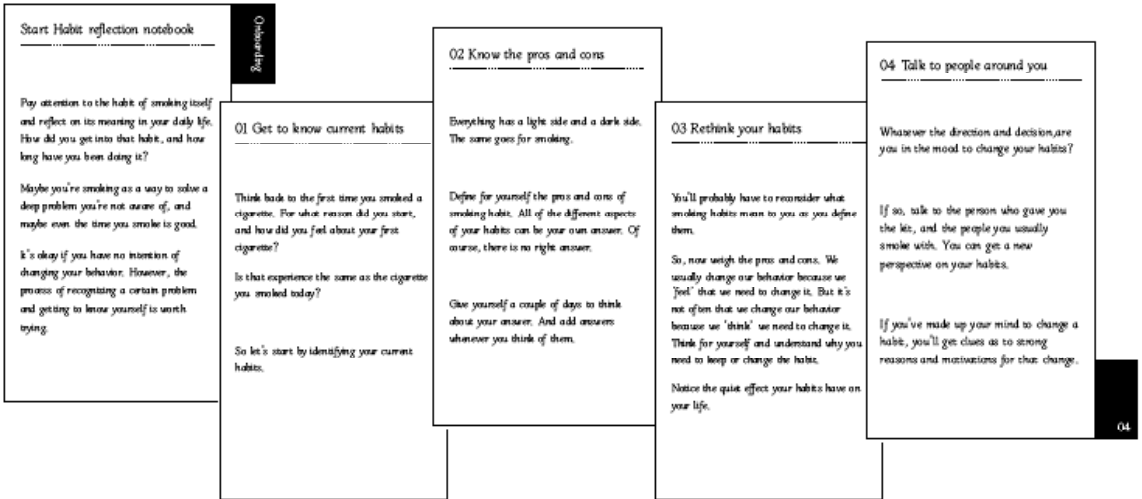 Start Habit reflection notebook
Onboarding
Pay attention to the habit of smoking itself
and reflect on its meaning in your daily life.
How did you get into that habit, and how
long have you been doing it?
Maybe you're smoking as a way to solve a
deep problem you're not aware of, and
maybe even the time you smoke is good.
It's okay if you have no intention of
changing your behavior. However, the
process of recognizing a certain problem
and getting to know yourself is worth
trying.
01 Get to know current habits
Think back to the first time you smoked a
cigarette. For what reason did you start,
and how did you feel about your first
cigarette?
Is that experience the same as the cigarette
you smoked today?
So let's start by identifying your current
habits.
02 Know the pros and cons
Everything has a light side and a dark side.
The same goes for smoking.
Define for yourself the pros and cons of
smoking habit. All of the different aspects
of your habits can be your own answer. Of
course, there is no right answer.
Give yourself a couple of days to think
about your answer. And add answers
whenever you think of them.
03 Rethink your habits
You'll probably have to reconsider what
smoking habits mean to you as you define
them.
So, now weigh the pros and cons. We
usually change our behavior because we
'feel' that we need to change it. But it's
not often that we change our behavior
because we 'think' we need to change it.
Think for yourself and understand why you
need to keep or change the habit.
Notice the quiet effect your habits have on
your life.
04 Talk to people around you
Whatever the direction and decision,are
you in the mood to change your habits?
If so, talk to the person who gave you
the kit, and the people you usually
smoke with. You can get a new
perspective on your habits.
If you've made up your mind to change a
habit, you'll get clues as to strong
reasons and motivations for that change.
04